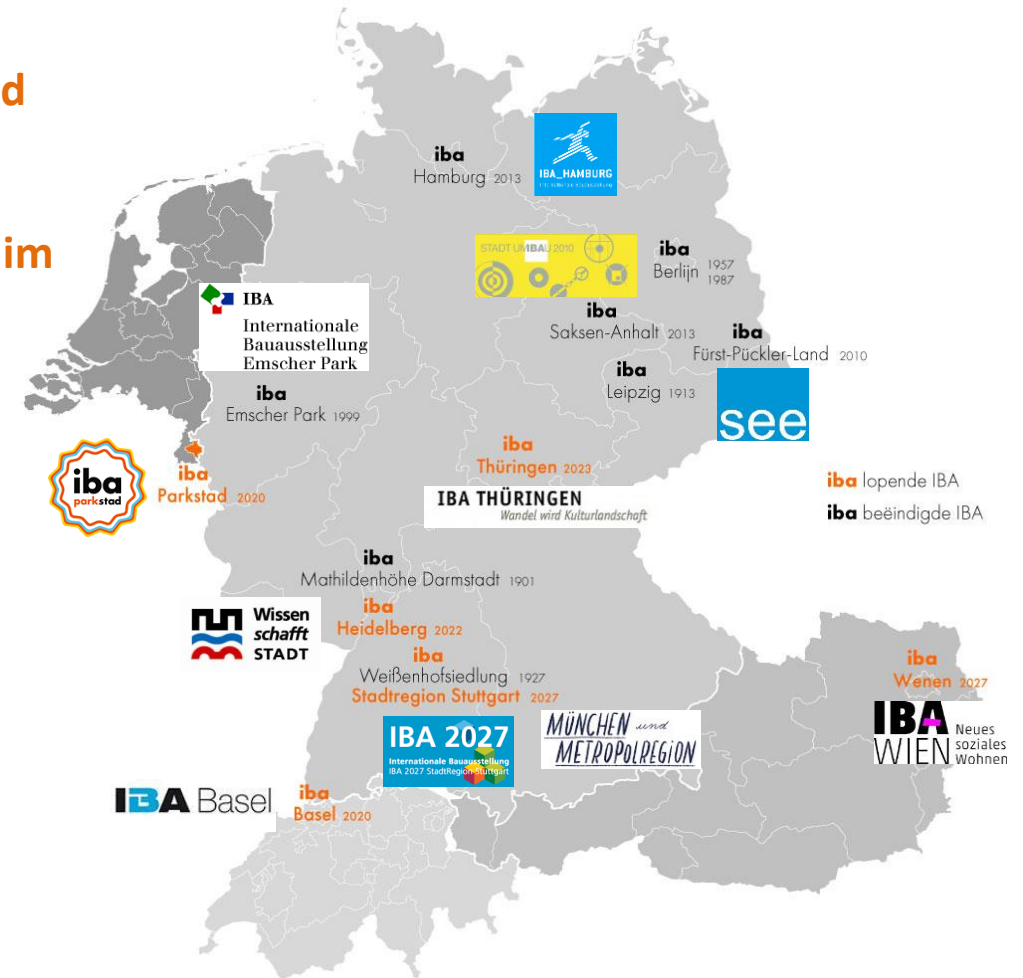 d
im
iba
Hamburg 2013
IBA_HAMBURG
STADT UMBAU 2010
iba
Berlijn 1957
1987
IBA
Internationale
Bauausstellung
Emscher Park
iba
Saksen-Anhalt 2013
iba
Fürst-Pückler-Land 2010
iba
Leipzig 1913
see
iba
Emscher Park 1999
iba
parkstad
iba
Parkstad 2020
iba
Thüringen 2023
IBA THÜRINGEN
Wandel wird Kulturlandschaft
iba lopende IBA
iba beëindigde IBA
iba
Mathildenhöhe Darmstadt 1901
Wissen
schafft
STADT
iba
Heidelberg 2022
iba
Weißenhofsiedlung 1927
Stadtregion Stuttgart 2027
iba
Wenen 2027
IBA
WIEN
Neues
soziales
Wohnen
IBA 2027
Internationale Bauausstellung
IBA 2027 StadtRegion Stuttgart
MÜNCHEN und
METROPOLREGION
IBA Basel
iba
Basel 2020